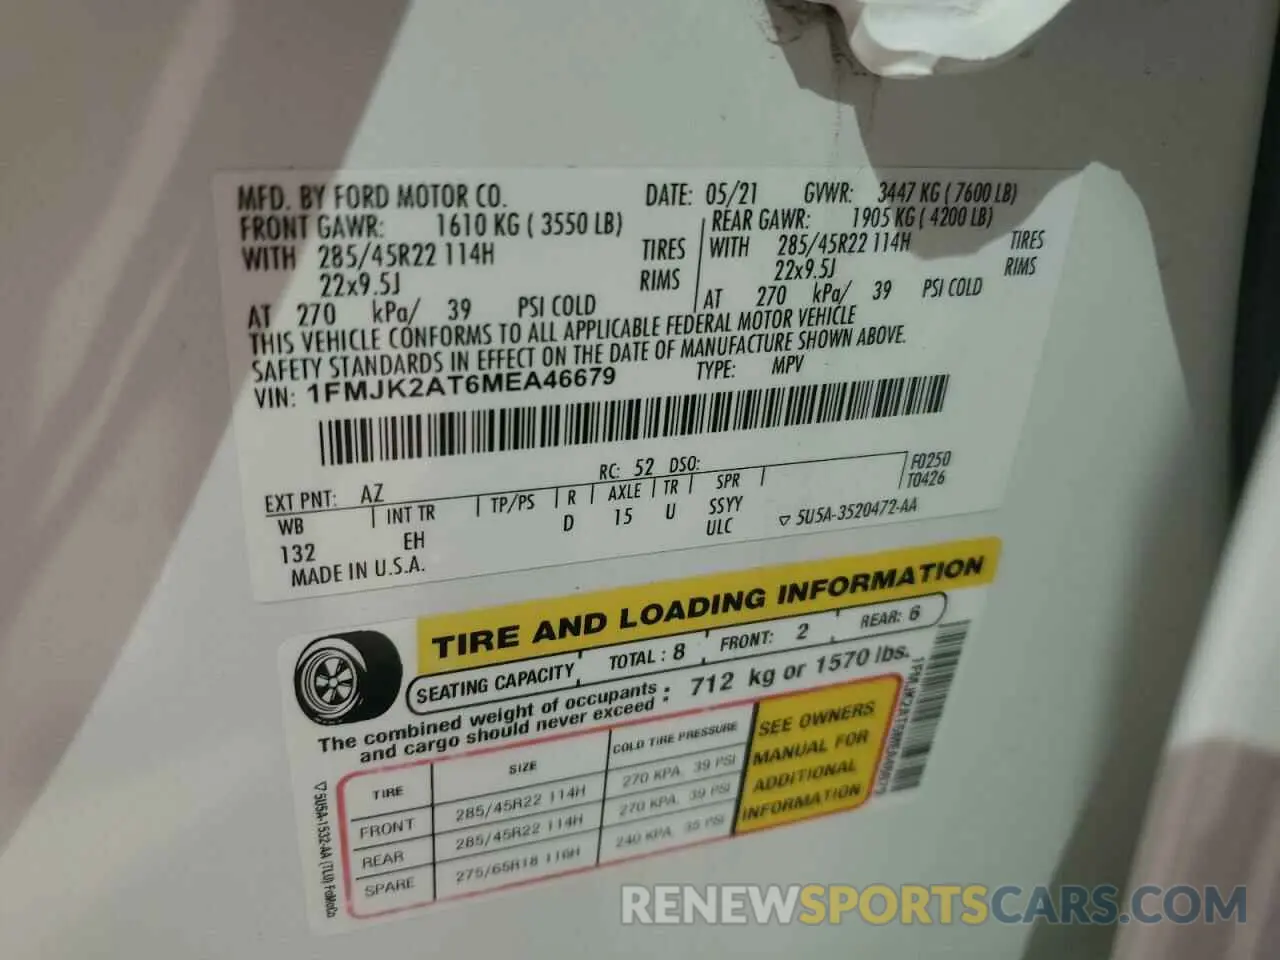 MFD. BY FORD MOTOR CO. DATE: 05/21 GVWR: 3447 KG ( 7600 LB)
FRONT GAWR: 1610 KG ( 3550 LB) REAR GAWR: 1905 KG ( 4200 LB)
WITH 285/45R22 114H TIRES WITH 285/45R22 114H TIRES
22x9.5J RIMS 22x9.5J RIMS
AT 270 kPa/ 39 PSI COLD AT 270 kPa/ 39 PSI COLD
THIS VEHICLE CONFORMS TO ALL APPLICABLE FEDERAL MOTOR VEHICLE
SAFETY STANDARDS IN EFFECT ON THE DATE OF MANUFACTURE SHOWN ABOVE.
VIN: 1FMJK2AT6MEA46679 TYPE: MPV
RC: 52 DSO: F0250
EXT PNT: AZ T0426
WB INT TR TP/PS R AXLE TR SPR
132 EH D 15 U SSYY
ULC ▽ 5U5A-3520472-AA
MADE IN U.S.A.
TIRE AND LOADING INFORMATION
SEATING CAPACITY TOTAL : 8 FRONT: 2 REAR: 6
The combined weight of occupants and cargo should never exceed : 712 kg or 1570 lbs.
TIRE SIZE COLD TIRE PRESSURE
FRONT 285/45R22 114H 270 KPA, 39 PSI
REAR 285/45R22 114H 270 KPA, 39 PSI
SPARE 275/65R18 116H 240 KPA, 35 PSI
SEE OWNERS
MANUAL FOR
ADDITIONAL
INFORMATION
1FMJK2AT6MEA46679
▽ 5U5A-1532-AA (TLU) FoMoCo
RENEWSPORTSCARS.COM